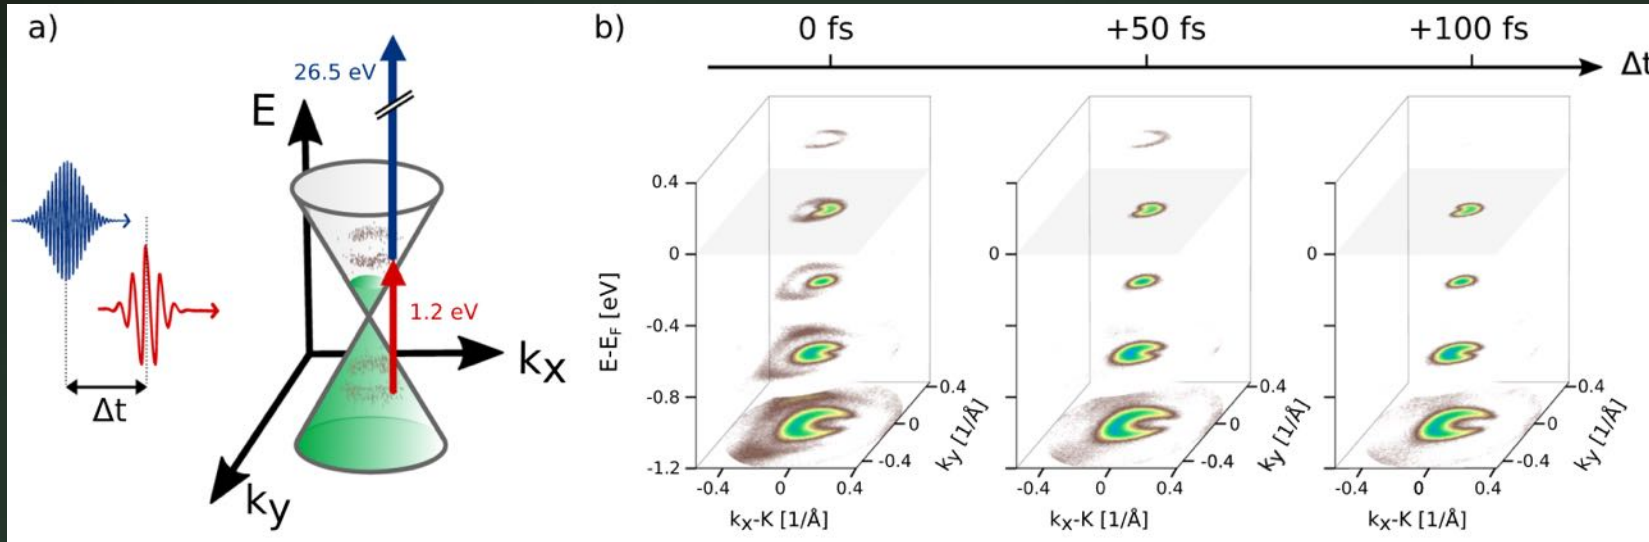 a)
26.5 eV
E
1.2 eV
kx
Δt
ky
b)
0 fs
+50 fs
+100 fs
Δt
E-EF [eV]
0.4
0
-0.4
-0.8
-1.2
-0.4
0
0.4
kx-K [1/Å]
-0.4
0
0.4
ky [1/Å]
0
-0.4
0
0.4
kx-K [1/Å]
-0.4
0
0.4
ky [1/Å]
0
-0.4
0
0.4
kx-K [1/Å]
-0.4
0
0.4
ky [1/Å]